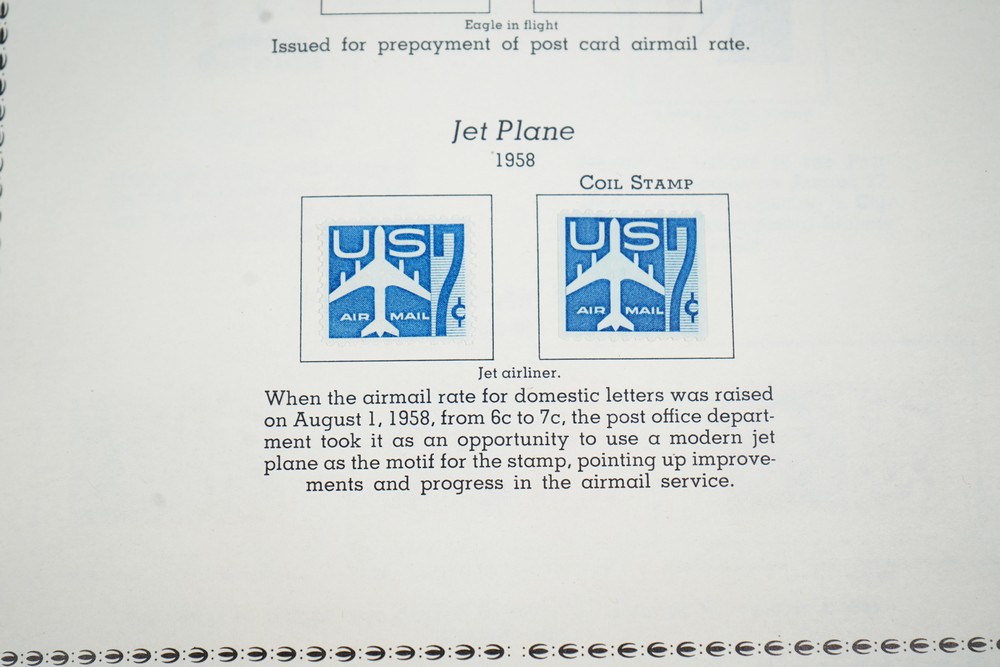 Eagle in flight
Issued for prepayment of post card airmail rate.
Jet Plane
1958
COIL STAMP
US 7¢
AIR MAIL
US 7¢
AIR MAIL
Jet airliner.
When the airmail rate for domestic letters was raised
on August 1, 1958, from 6c to 7c, the post office depart-
ment took it as an opportunity to use a modern jet
plane as the motif for the stamp, pointing up improve-
ments and progress in the airmail service.